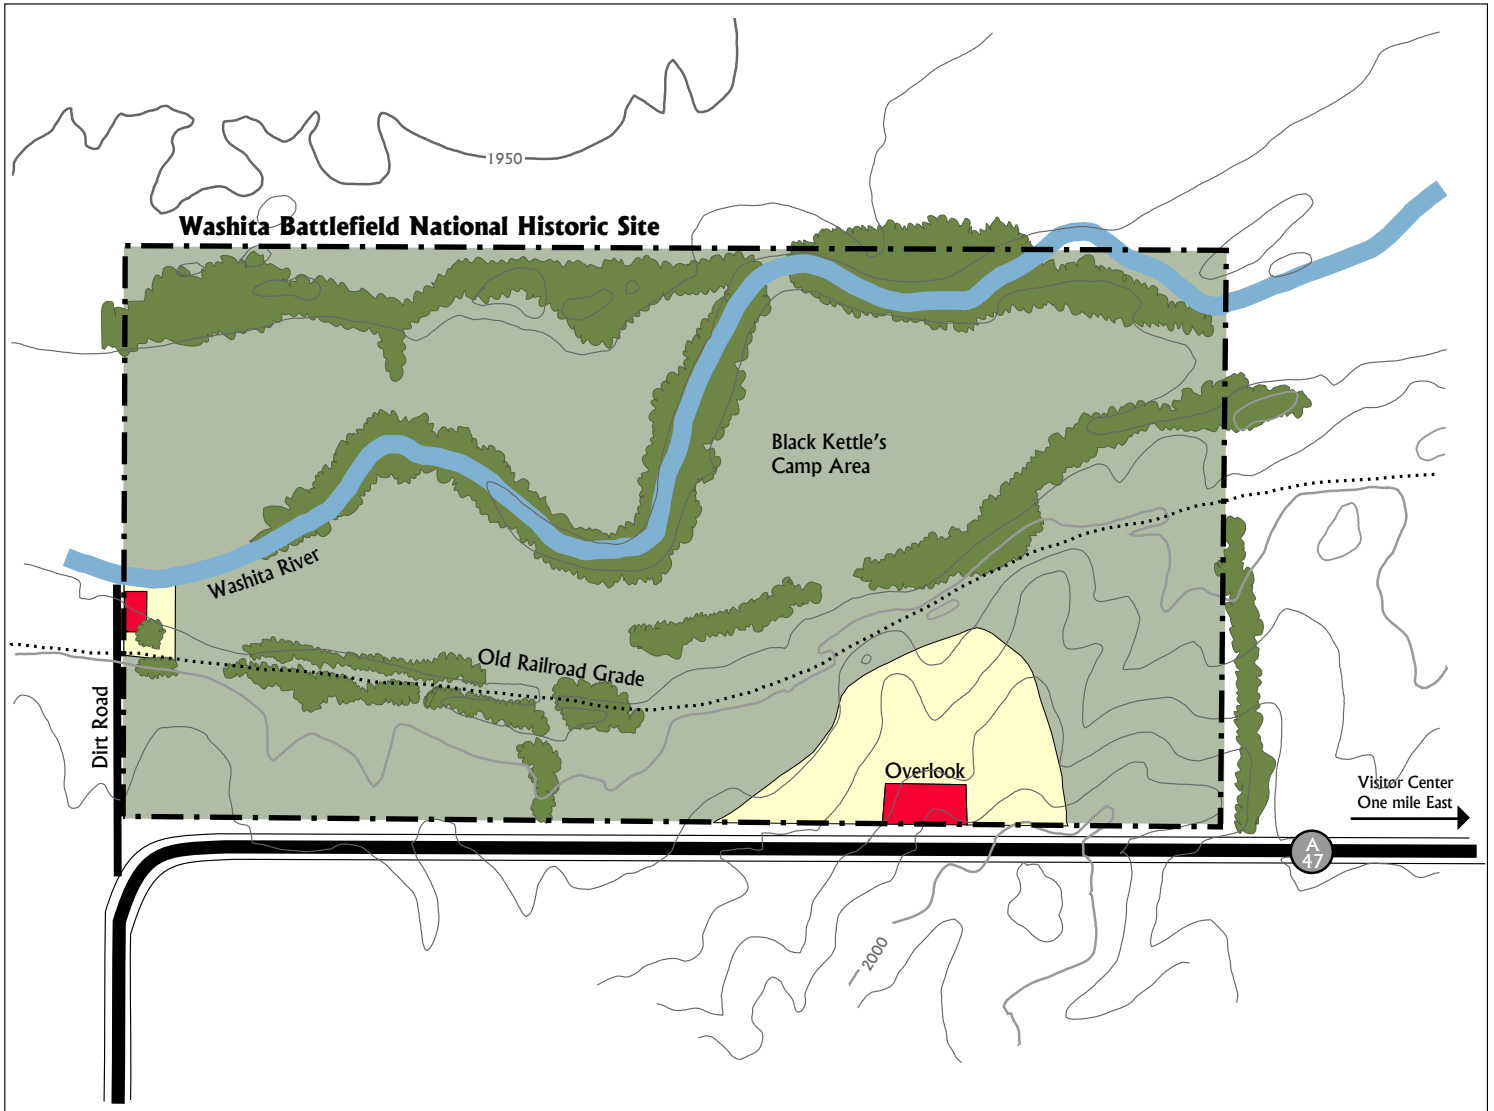 1950
Washita Battlefield National Historic Site
Black Kettle's
Camp Area
Washita River
Old Railroad Grade
Dirt Road
Overlook
Visitor Center
One mile East
A
47
2000